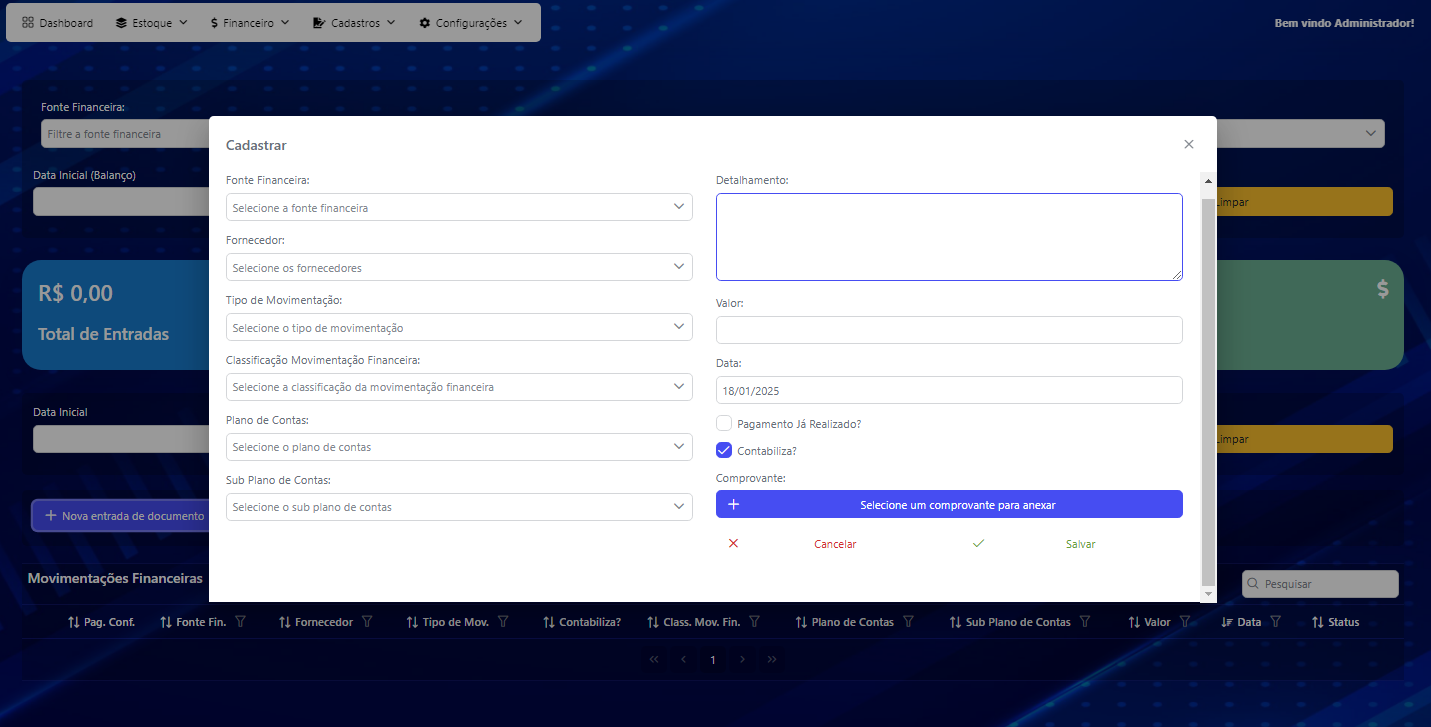 Dashboard Estoque Financeiro Cadastros Configurações
Bem vindo Administrador!
Fonte Financeira:
Filtre a fonte financeira
Data Inicial (Balanço)
Limpar
R$ 0,00
Total de Entradas
$
Data Inicial
Limpar
Nova entrada de documento
Cadastrar
Fonte Financeira:
Selecione a fonte financeira
Fornecedor:
Selecione os fornecedores
Tipo de Movimentação:
Selecione o tipo de movimentação
Classificação Movimentação Financeira:
Selecione a classificação da movimentação financeira
Plano de Contas:
Selecione o plano de contas
Sub Plano de Contas:
Selecione o sub plano de contas
Detalhamento:
Valor:
Data:
18/01/2025
Pagamento Já Realizado?
Contabiliza?
Comprovante:
Selecione um comprovante para anexar
Cancelar Salvar
Movimentações Financeiras
Pesquisar
Pag. Conf. Fonte Fin. Fornecedor Tipo de Mov. Contabiliza? Class. Mov. Fin. Plano de Contas Sub Plano de Contas Valor Data Status
1